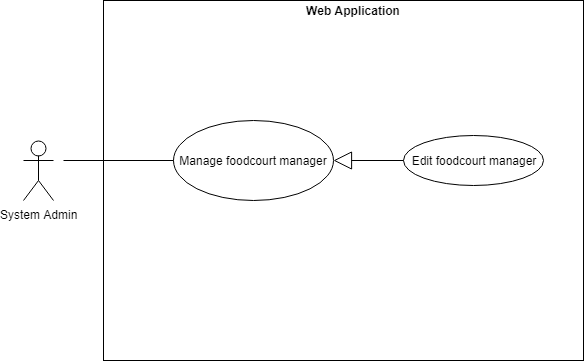 Web Application
Manage foodcourt manager
Edit foodcourt manager
System Admin